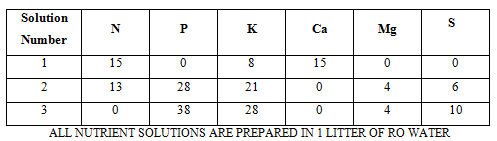 Solution Number N P K Ca Mg S
1 15 0 8 15 0 0
2 13 28 21 0 4 6
3 0 38 28 0 4 10
ALL NUTRIENT SOLUTIONS ARE PREPARED IN 1 LITTER OF RO WATER